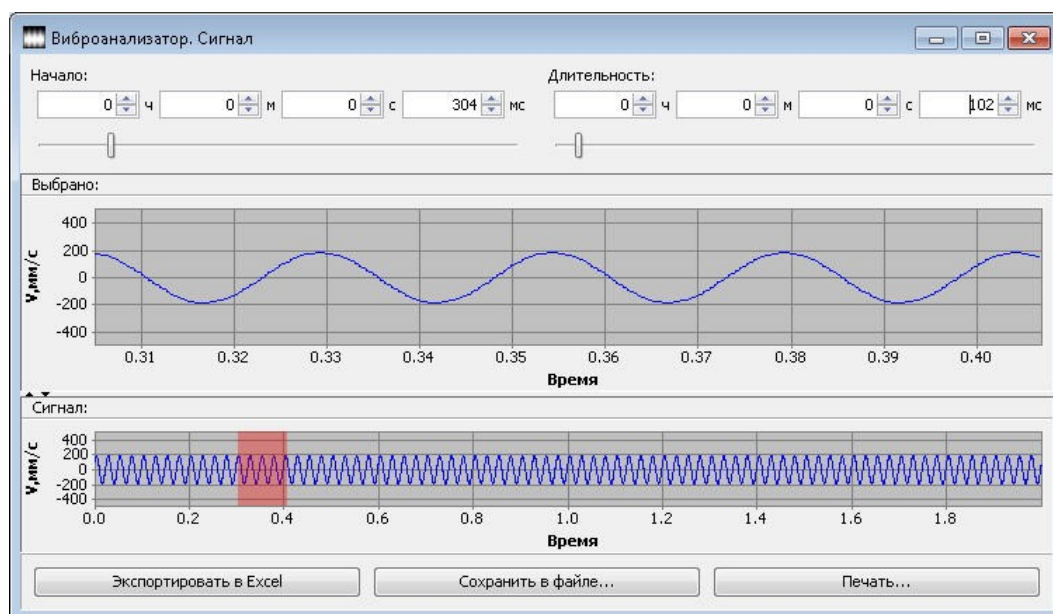 Виброанализатор. Сигнал
Начало:
Длительность:
0 ч 0 м 0 с 304 мс
0 ч 0 м 0 с 102 мс
Выбрано:
V,мм/с
400
200
0
-200
-400
0.31 0.32 0.33 0.34 0.35 0.36 0.37 0.38 0.39 0.40
Время
Сигнал:
V,мм/с
400
200
0
-200
-400
0.0 0.2 0.4 0.6 0.8 1.0 1.2 1.4 1.6 1.8
Время
Экспортировать в Excel
Сохранить в файле...
Печать...